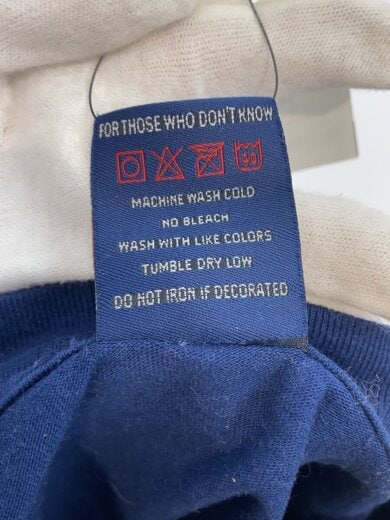 FOR THOSE WHO DON'T KNOW
MACHINE WASH COLD
NO BLEACH
WASH WITH LIKE COLORS
TUMBLE DRY LOW
DO NOT IRON IF DECORATED